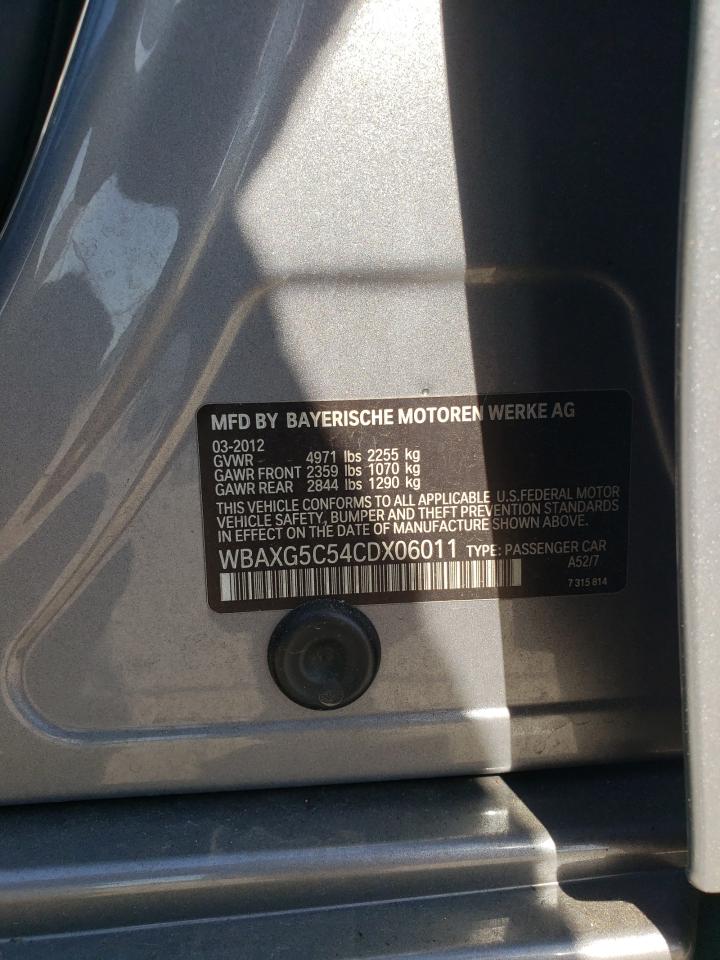 MFD BY BAYERISCHE MOTOREN WERKE AG
03-2012
GVWR 4971 lbs 2255 kg
GAWR FRONT 2359 lbs 1070 kg
GAWR REAR 2844 lbs 1290 kg
THIS VEHICLE CONFORMS TO ALL APPLICABLE U.S.FEDERAL MOTOR
VEHICLE SAFETY, BUMPER AND THEFT PREVENTION STANDARDS
IN EFFECT ON THE DATE OF MANUFACTURE SHOWN ABOVE.
WBAXG5C54CDX06011 TYPE: PASSENGER CAR
A52/7
7 315 814